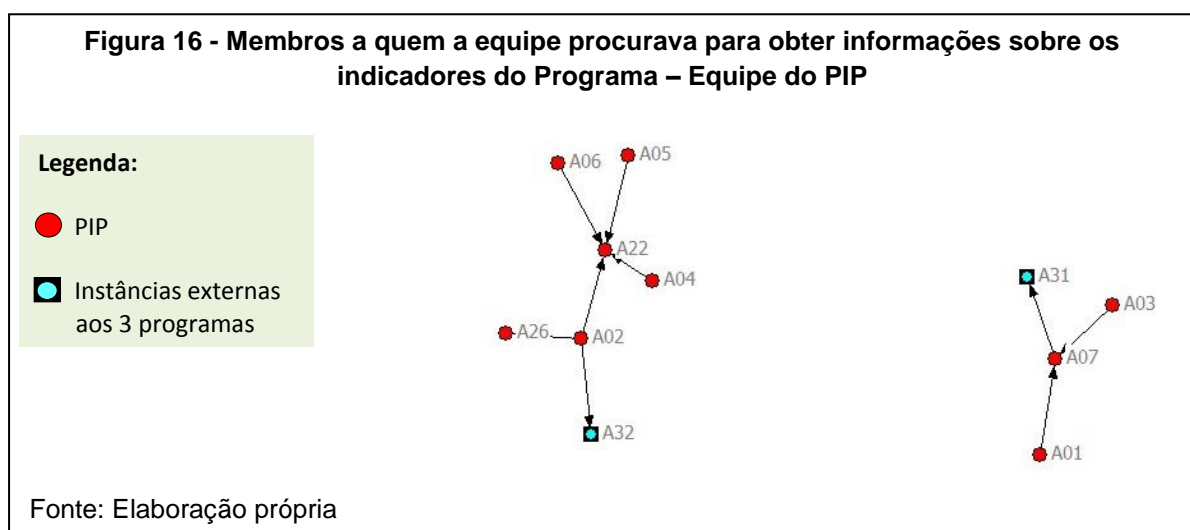 Figura 16 - Membros a quem a equipe procurava para obter informações sobre os
indicadores do Programa – Equipe do PIP
Legenda:
PIP
Instâncias externas
aos 3 programas
A06
A05
A22
A04
A26
A02
A32
A31
A03
A07
A01
Fonte: Elaboração própria